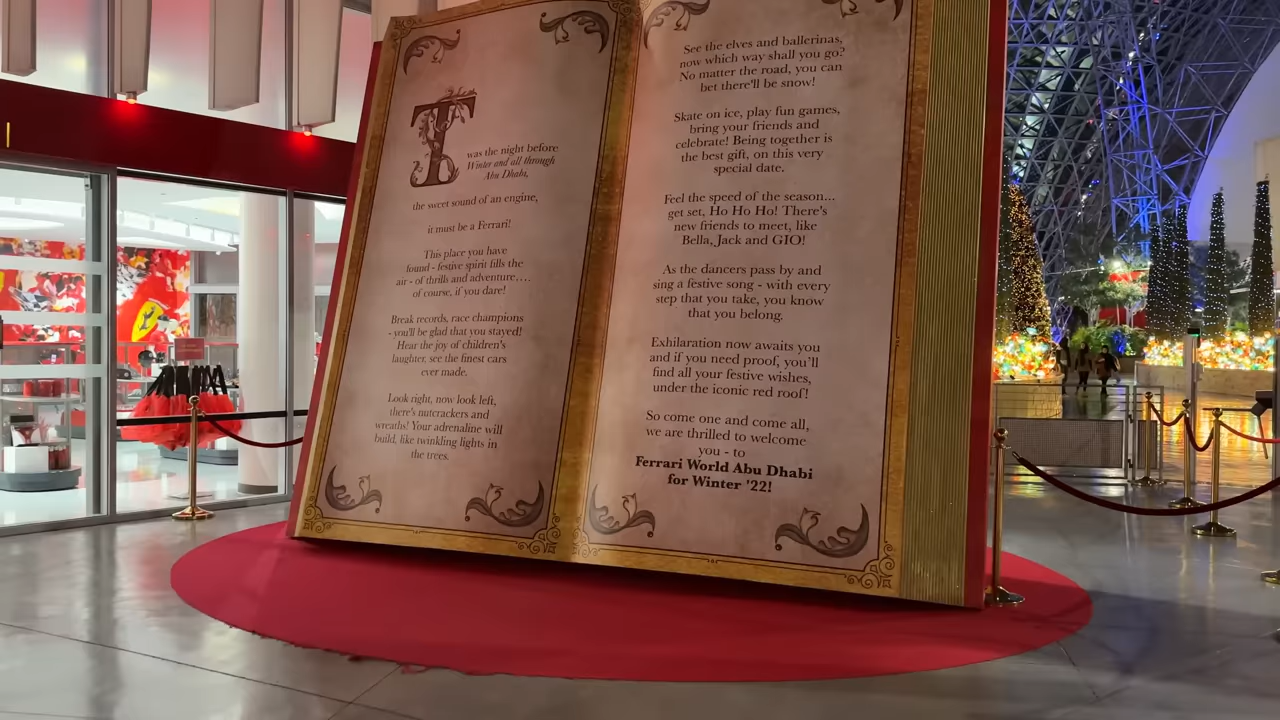 T was the night before
Winter and all through
Abu Dhabi,
the sweet sound of an engine,
it must be a Ferrari!
This place you have
found - festive spirit fills the
air - of thrills and adventure....
of course, if you dare!
Break records, race champions
- you'll be glad that you stayed!
Hear the joy of children's
laughter, see the finest cars
ever made.
Look right, now look left,
there's nutcrackers and
wreaths! Your adrenaline will
build, like twinkling lights in
the trees.
See the elves and ballerinas,
now which way shall you go?
No matter the road, you can
bet there'll be snow!
Skate on ice, play fun games,
bring your friends and
celebrate! Being together is
the best gift, on this very
special date.
Feel the speed of the season...
get set, Ho Ho Ho! There's
new friends to meet, like
Bella, Jack and GIO!
As the dancers pass by and
sing a festive song - with every
step that you take, you know
that you belong.
Exhilaration now awaits you
and if you need proof, you'll
find all your festive wishes,
under the iconic red roof!
So come one and come all,
we are thrilled to welcome
you - to
Ferrari World Abu Dhabi
for Winter '22!